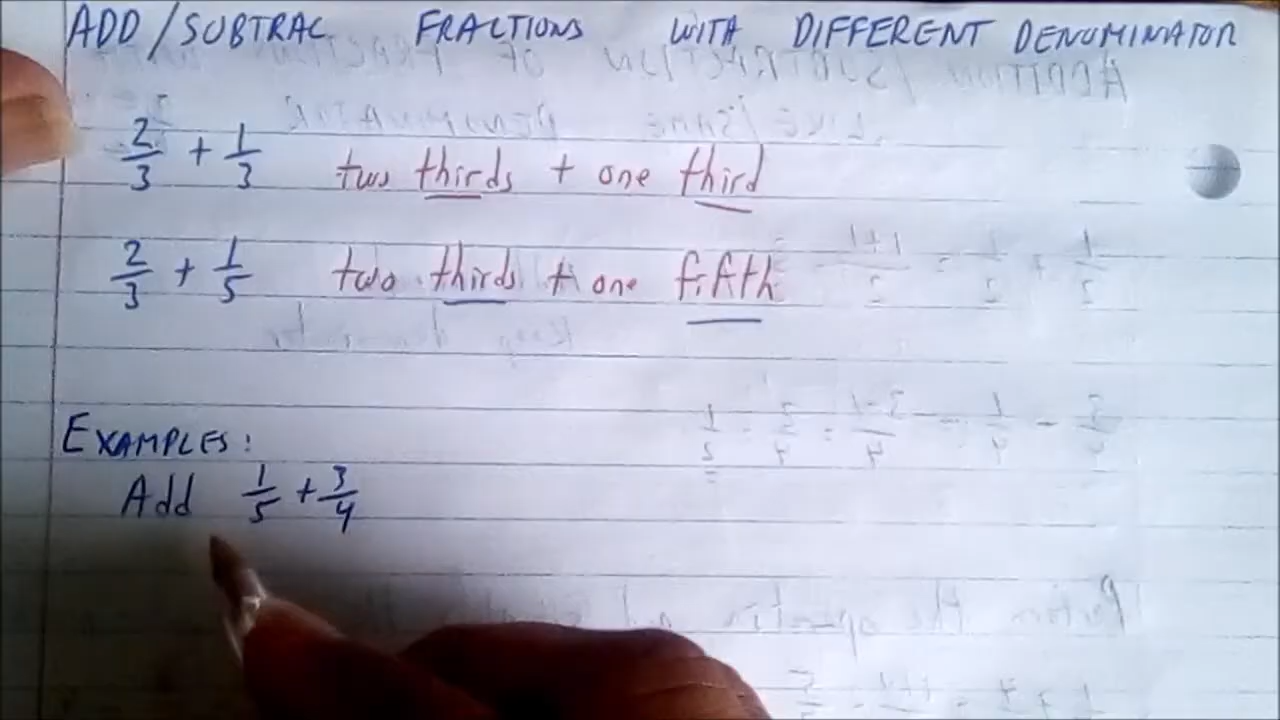 ADD/SUBTRAC FRACTIONS WITH DIFFERENT DENOMINATOR
2/3 + 1/3 two thirds + one third
2/3 + 1/5 two thirds + one fifth
EXAMPLES:
Add 1/5 + 3/4